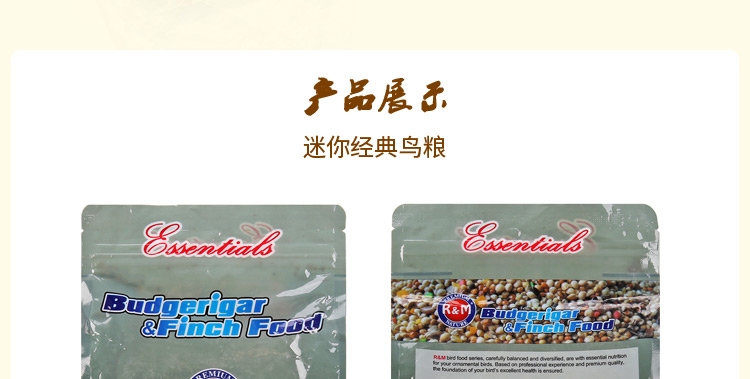 产品展示
迷你经典鸟粮
Essentials
Budgerigar
&Finch Food
PREMIUM
Essentials
R&M
Budgerigar
&Finch Food
R&M bird food series, carefully balanced and diversified, are with essential nutrition
for your ornamental birds. Based on professional experience and premium quality,
the foundation of your bird's excellent health is ensured.